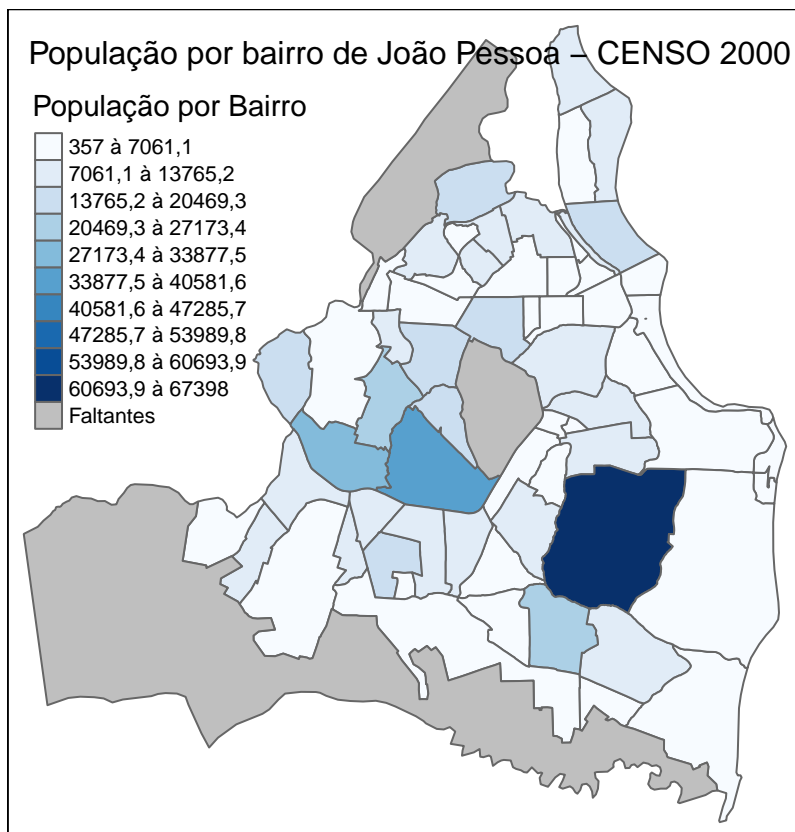 População por bairro de João Pessoa – CENSO 2000
População por Bairro
357 à 7061,1
7061,1 à 13765,2
13765,2 à 20469,3
20469,3 à 27173,4
27173,4 à 33877,5
33877,5 à 40581,6
40581,6 à 47285,7
47285,7 à 53989,8
53989,8 à 60693,9
60693,9 à 67398
Faltantes